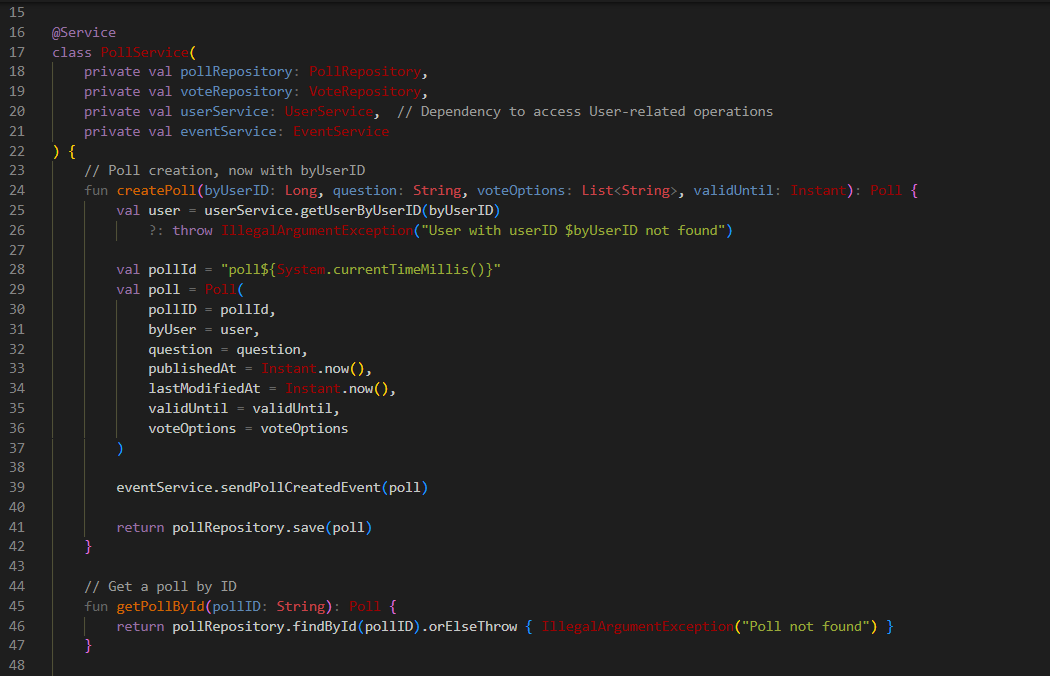 15
16 @Service
17 class PollService(
18     private val pollRepository: PollRepository,
19     private val voteRepository: VoteRepository,
20     private val userService: UserService,  // Dependency to access User-related operations
21     private val eventService: EventService
22 ) {
23     // Poll creation, now with byUserID
24     fun createPoll(byUserID: Long, question: String, voteOptions: List<String>, validUntil: Instant): Poll {
25         val user = userService.getUserByUserID(byUserID)
26             ?: throw IllegalArgumentException("User with userID $byUserID not found")
27
28         val pollId = "poll${System.currentTimeMillis()}"
29         val poll = Poll(
30             pollID = pollId,
31             byUser = user,
32             question = question,
33             publishedAt = Instant.now(),
34             lastModifiedAt = Instant.now(),
35             validUntil = validUntil,
36             voteOptions = voteOptions
37         )
38
39         eventService.sendPollCreatedEvent(poll)
40
41         return pollRepository.save(poll)
42     }
43
44     // Get a poll by ID
45     fun getPollById(pollID: String): Poll {
46         return pollRepository.findById(pollID).orElseThrow { IllegalArgumentException("Poll not found") }
47     }
48